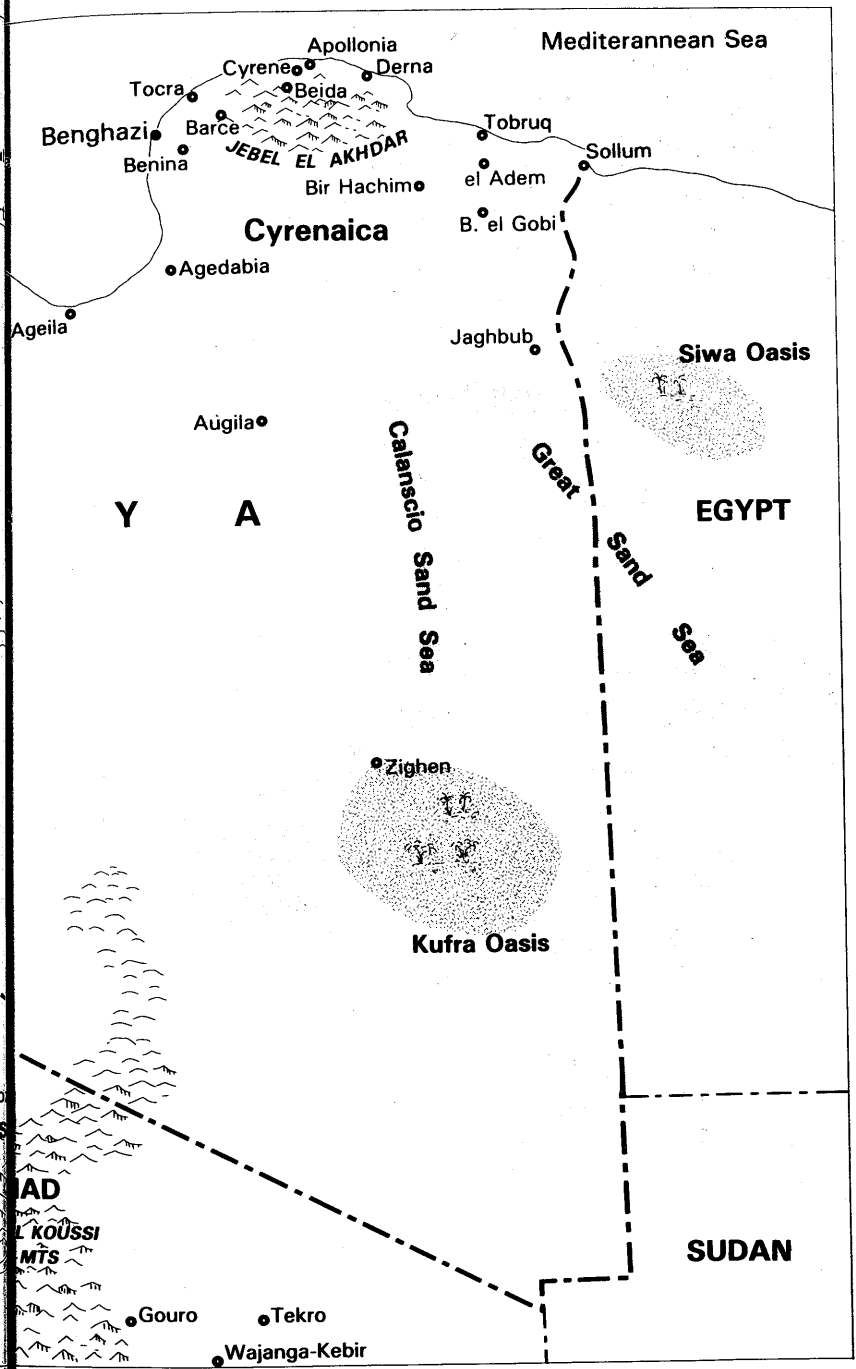 Mediterannean Sea
Apollonia
Cyrene
Derna
Tocra
Beida
Benghazi
Barce
Tobruq
JEBEL EL AKHDAR
Sollum
Benina
el Adem
Bir Hachim
B. el Gobi
Cyrenaica
Agedabia
Ageila
Jaghbub
Siwa Oasis
Augila
Calanscio Sand Sea
Great Sand Sea
Y A
EGYPT
Zighen
Kufra Oasis
IAD
L KOUSSI
MTS
SUDAN
Gouro
Tekro
Wajanga-Kebir